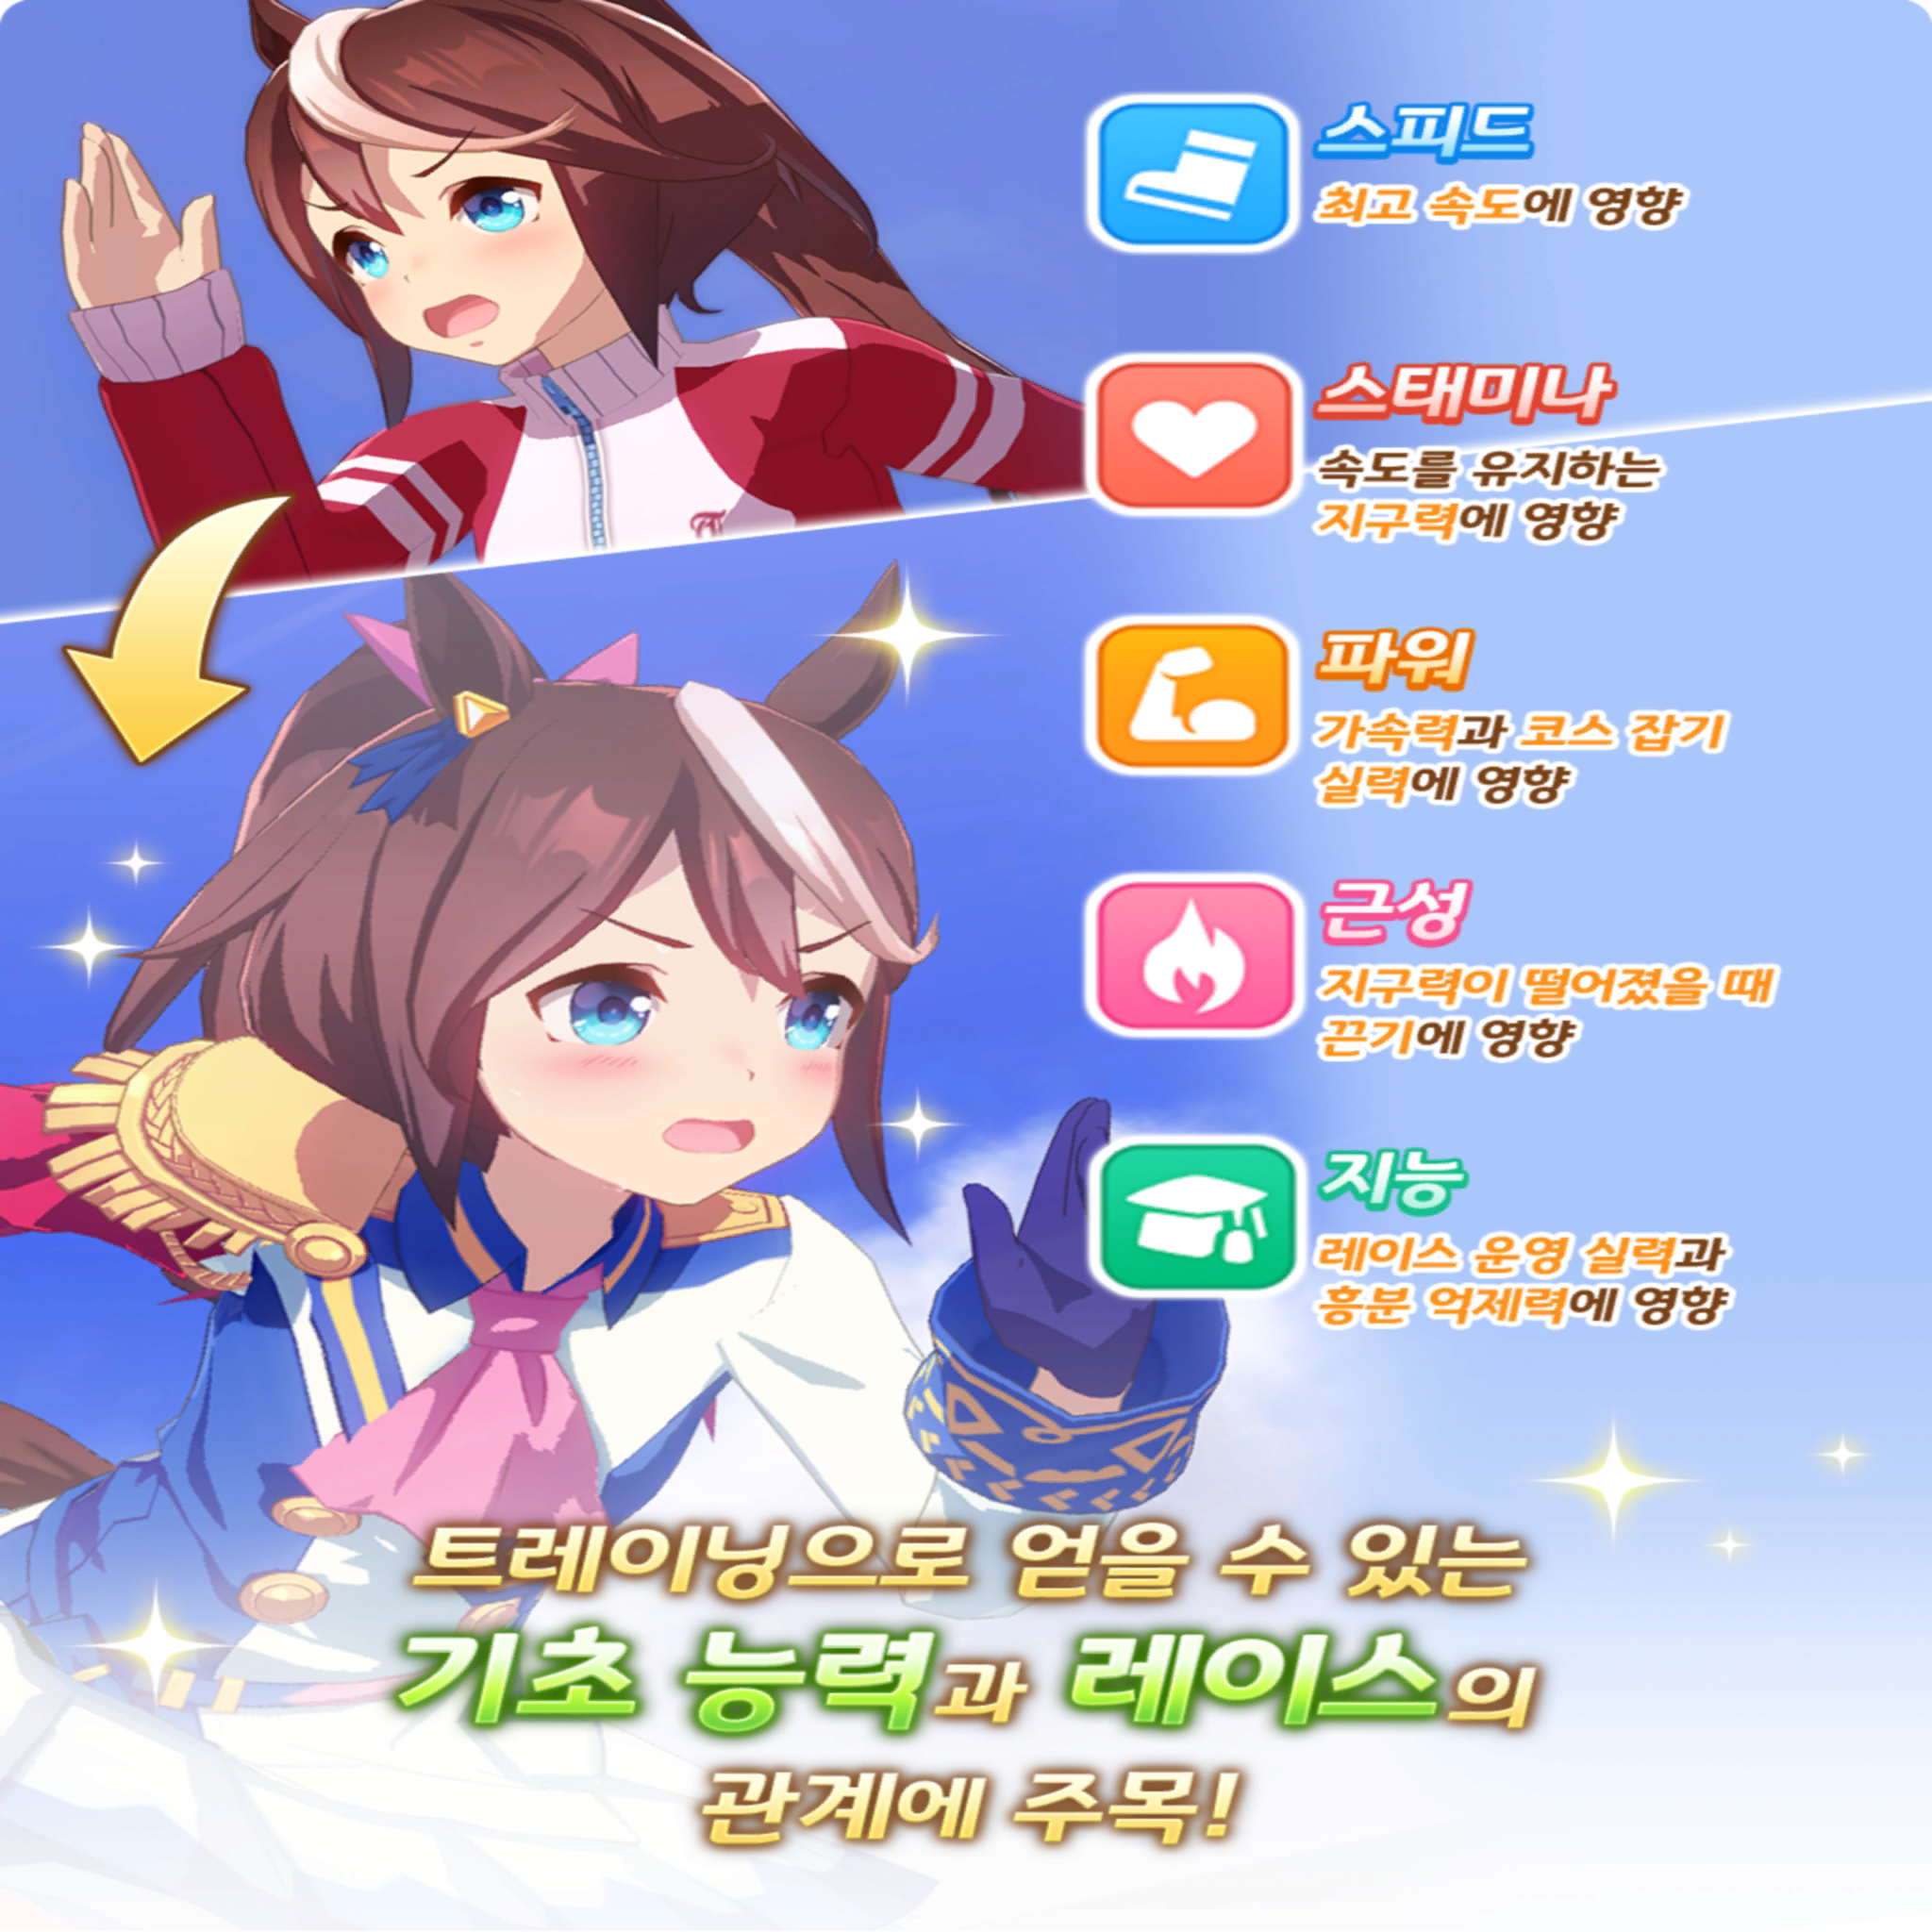 스피드
최고 속도에 영향
스태미나
속도를 유지하는
지구력에 영향
파워
가속력과 코스 잡기
실력에 영향
근성
지구력이 떨어졌을 때
끈기에 영향
지능
레이스 운영 실력과
흥분 억제력에 영향
트레이닝으로 얻을 수 있는
기초 능력과 레이스의
관계에 주목!